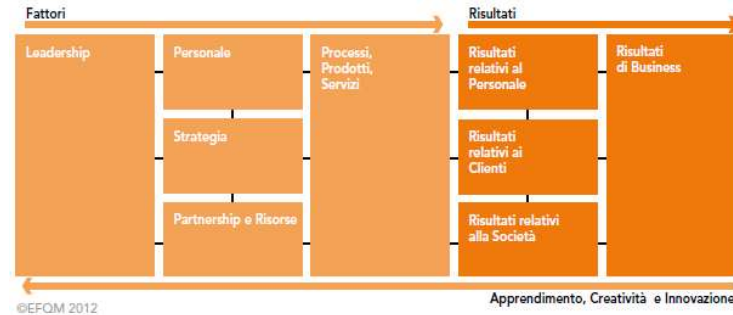 Fattori
Risultati
Leadership
Personale
Processi,
Prodotti,
Servizi
Risultati
relativi al
Personale
Risultati
di Business
Strategia
Risultati
relativi ai
Clienti
Partnership e Risorse
Risultati relativi
alla Società
Apprendimento, Creatività e Innovazione
©EFQM 2012